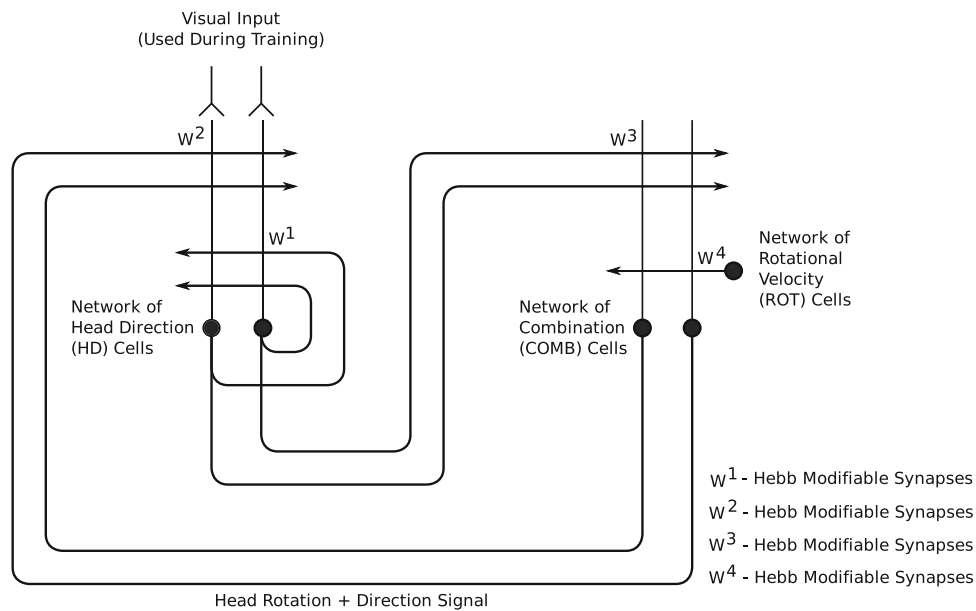 Visual Input
(Used During Training)
W²
W³
W¹
W⁴
Network of
Rotational
Velocity
(ROT) Cells
Network of
Head Direction
(HD) Cells
Network of
Combination
(COMB) Cells
W¹ - Hebb Modifiable Synapses
W² - Hebb Modifiable Synapses
W³ - Hebb Modifiable Synapses
W⁴ - Hebb Modifiable Synapses
Head Rotation + Direction Signal